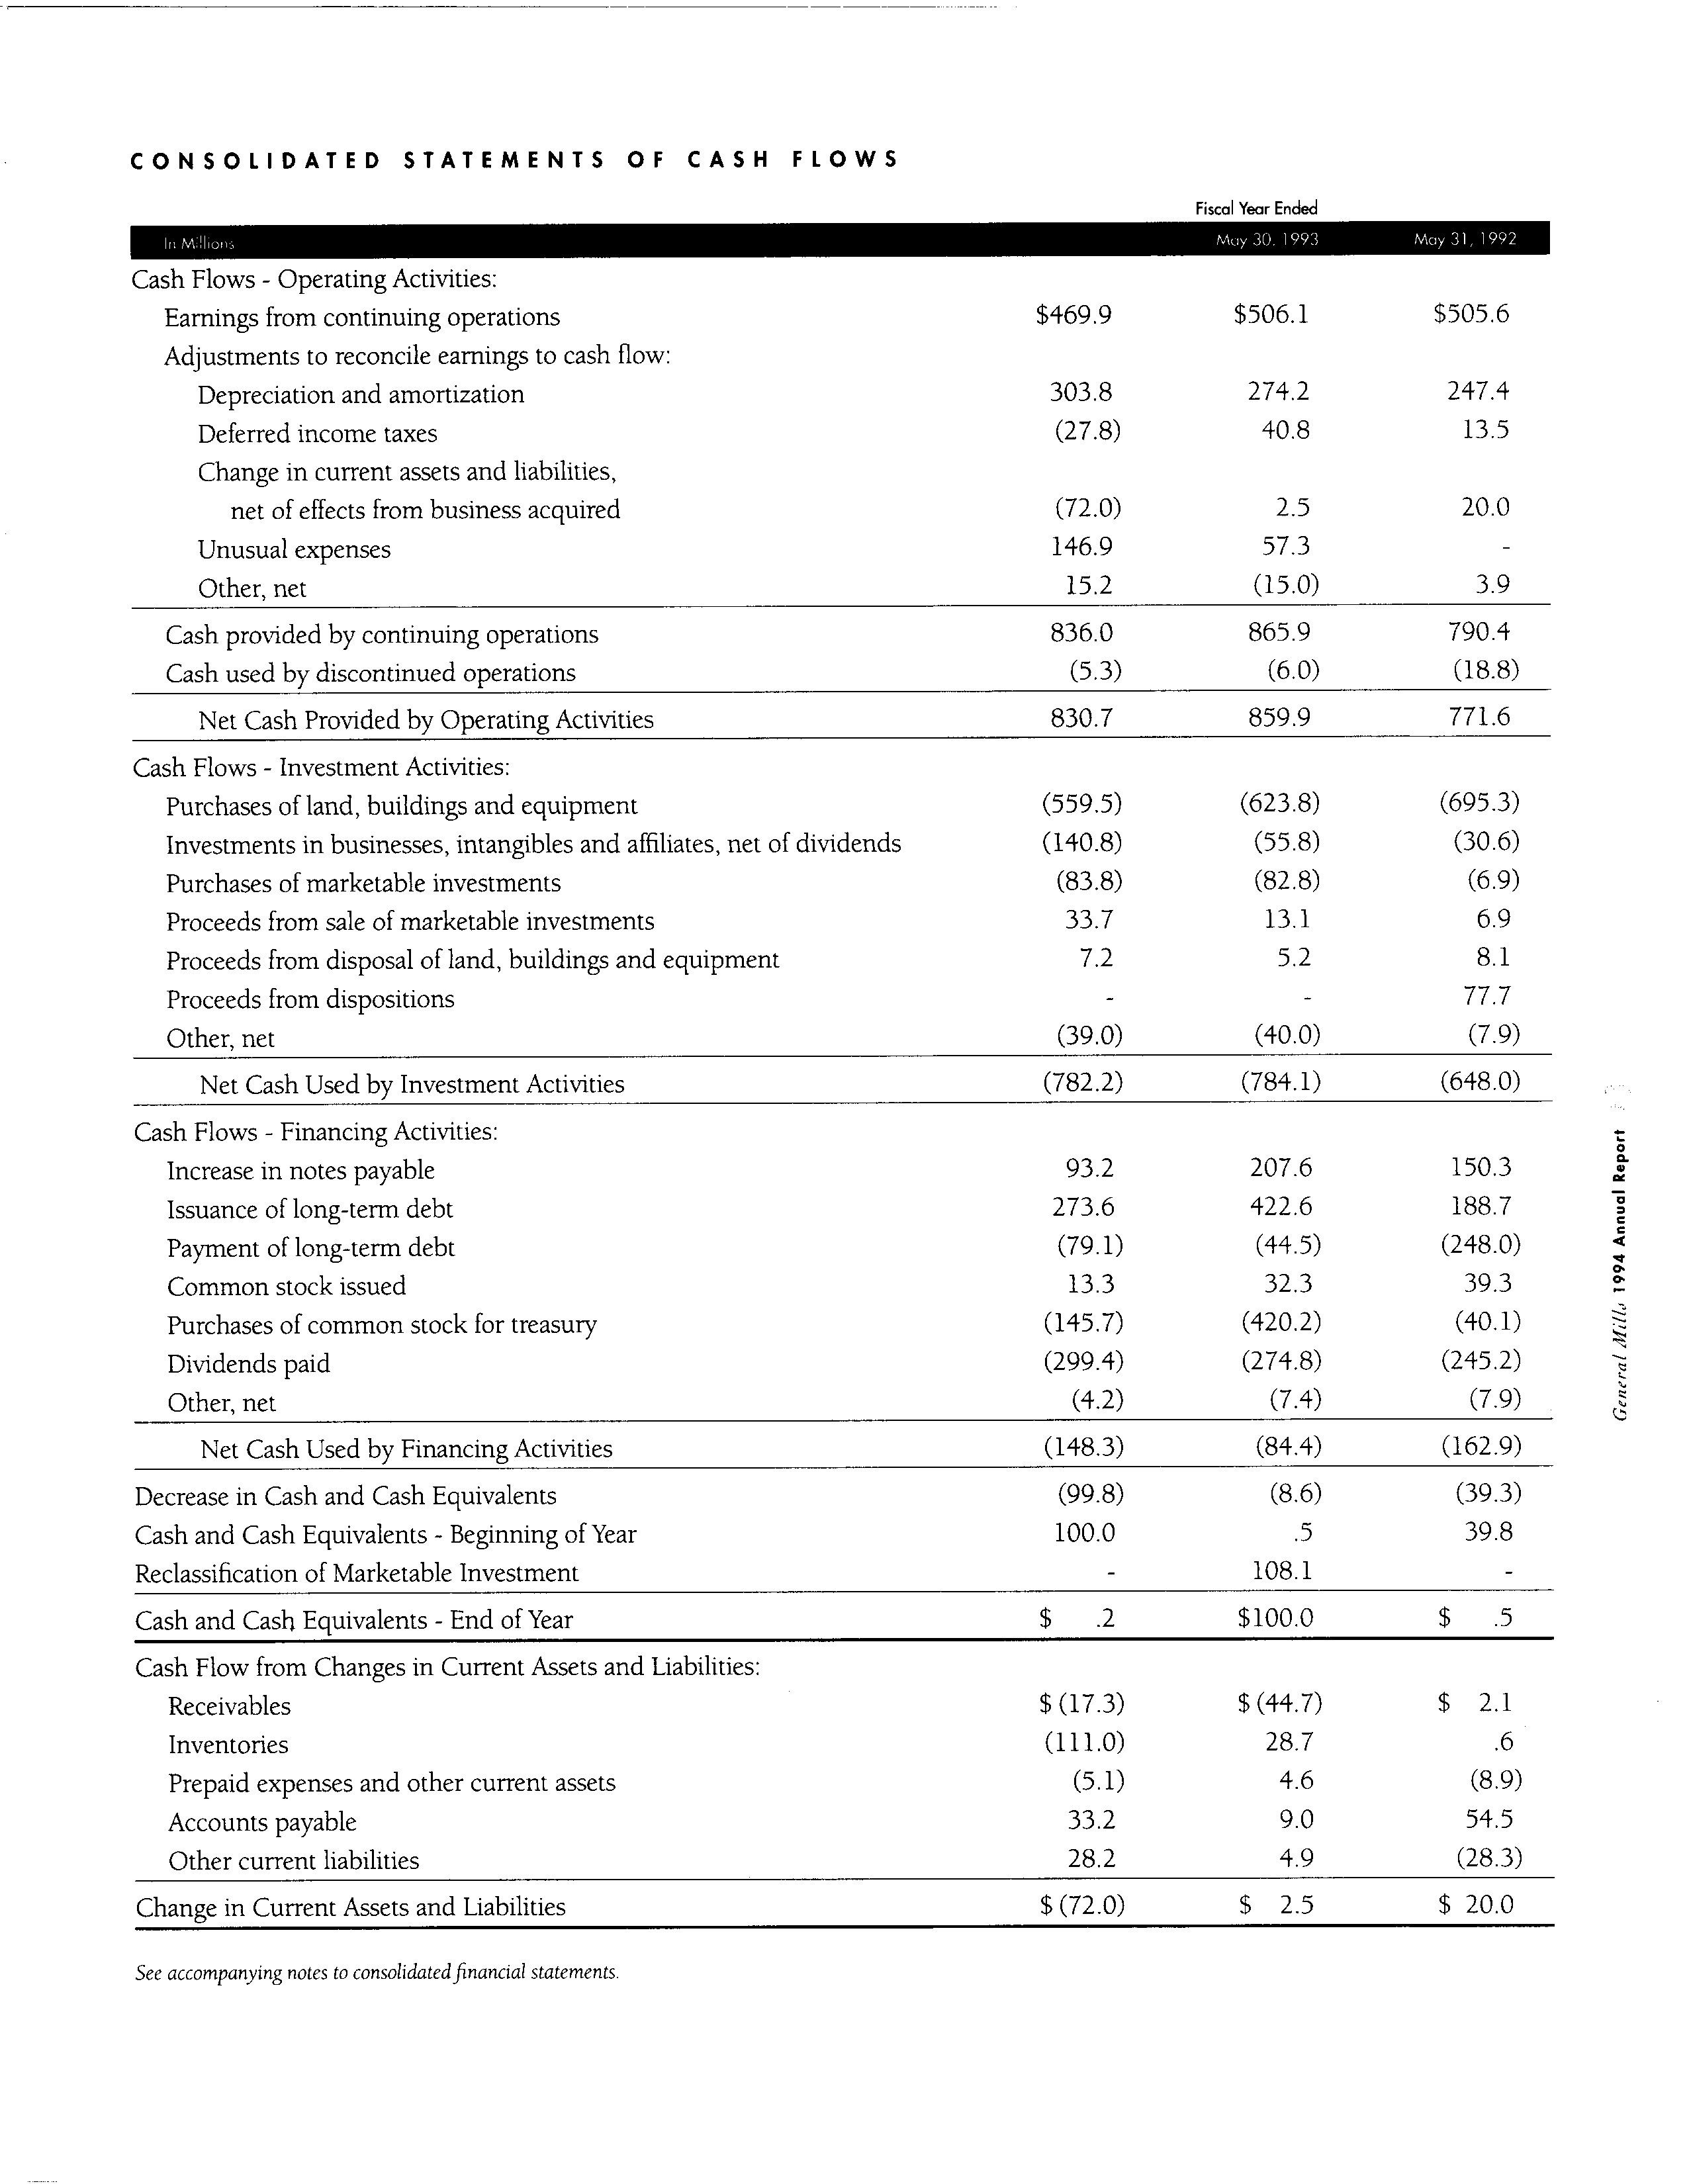 CONSOLIDATED STATEMENTS OF CASH FLOWS
Fiscal Year Ended
In Millions May 30, 1993 May 31, 1992
Cash Flows - Operating Activities:
Earnings from continuing operations $469.9 $506.1 $505.6
Adjustments to reconcile earnings to cash flow:
Depreciation and amortization 303.8 274.2 247.4
Deferred income taxes (27.8) 40.8 13.5
Change in current assets and liabilities,
net of effects from business acquired (72.0) 2.5 20.0
Unusual expenses 146.9 57.3 -
Other, net 15.2 (15.0) 3.9
Cash provided by continuing operations 836.0 865.9 790.4
Cash used by discontinued operations (5.3) (6.0) (18.8)
Net Cash Provided by Operating Activities 830.7 859.9 771.6
Cash Flows - Investment Activities:
Purchases of land, buildings and equipment (559.5) (623.8) (695.3)
Investments in businesses, intangibles and affiliates, net of dividends (140.8) (55.8) (30.6)
Purchases of marketable investments (83.8) (82.8) (6.9)
Proceeds from sale of marketable investments 33.7 13.1 6.9
Proceeds from disposal of land, buildings and equipment 7.2 5.2 8.1
Proceeds from dispositions - - 77.7
Other, net (39.0) (40.0) (7.9)
Net Cash Used by Investment Activities (782.2) (784.1) (648.0)
Cash Flows - Financing Activities:
Increase in notes payable 93.2 207.6 150.3
Issuance of long-term debt 273.6 422.6 188.7
Payment of long-term debt (79.1) (44.5) (248.0)
Common stock issued 13.3 32.3 39.3
Purchases of common stock for treasury (145.7) (420.2) (40.1)
Dividends paid (299.4) (274.8) (245.2)
Other, net (4.2) (7.4) (7.9)
Net Cash Used by Financing Activities (148.3) (84.4) (162.9)
Decrease in Cash and Cash Equivalents (99.8) (8.6) (39.3)
Cash and Cash Equivalents - Beginning of Year 100.0 .5 39.8
Reclassification of Marketable Investment - 108.1 -
Cash and Cash Equivalents - End of Year $ .2 $100.0 $ .5
Cash Flow from Changes in Current Assets and Liabilities:
Receivables $ (17.3) $ (44.7) $ 2.1
Inventories (111.0) 28.7 .6
Prepaid expenses and other current assets (5.1) 4.6 (8.9)
Accounts payable 33.2 9.0 54.5
Other current liabilities 28.2 4.9 (28.3)
Change in Current Assets and Liabilities $ (72.0) $ 2.5 $ 20.0
See accompanying notes to consolidated financial statements.
General Mills 1994 Annual Report